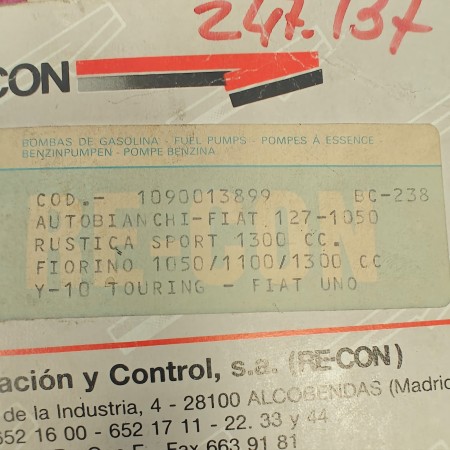 247.137
CON
BOMBAS DE GASOLINA - FUEL PUMPS - POMPES À ESSENCE
BENZINPUMPEN - POMPE BENZINA
COD.- 1090013899 BC-238
AUTOBIANCHI-FIAT 127-1050
RUSTICA SPORT 1300 CC.
FIORINO 1050/1100/1300 CC
Y-10 TOURING - FIAT UNO
RE-CON
ación y Control, s.a. (RE-CON)
de la Industria, 4 - 28100 ALCOBENDAS (Madrid
652 16 00 - 652 17 11 - 22. 33 y 44
Fax 663 91 81